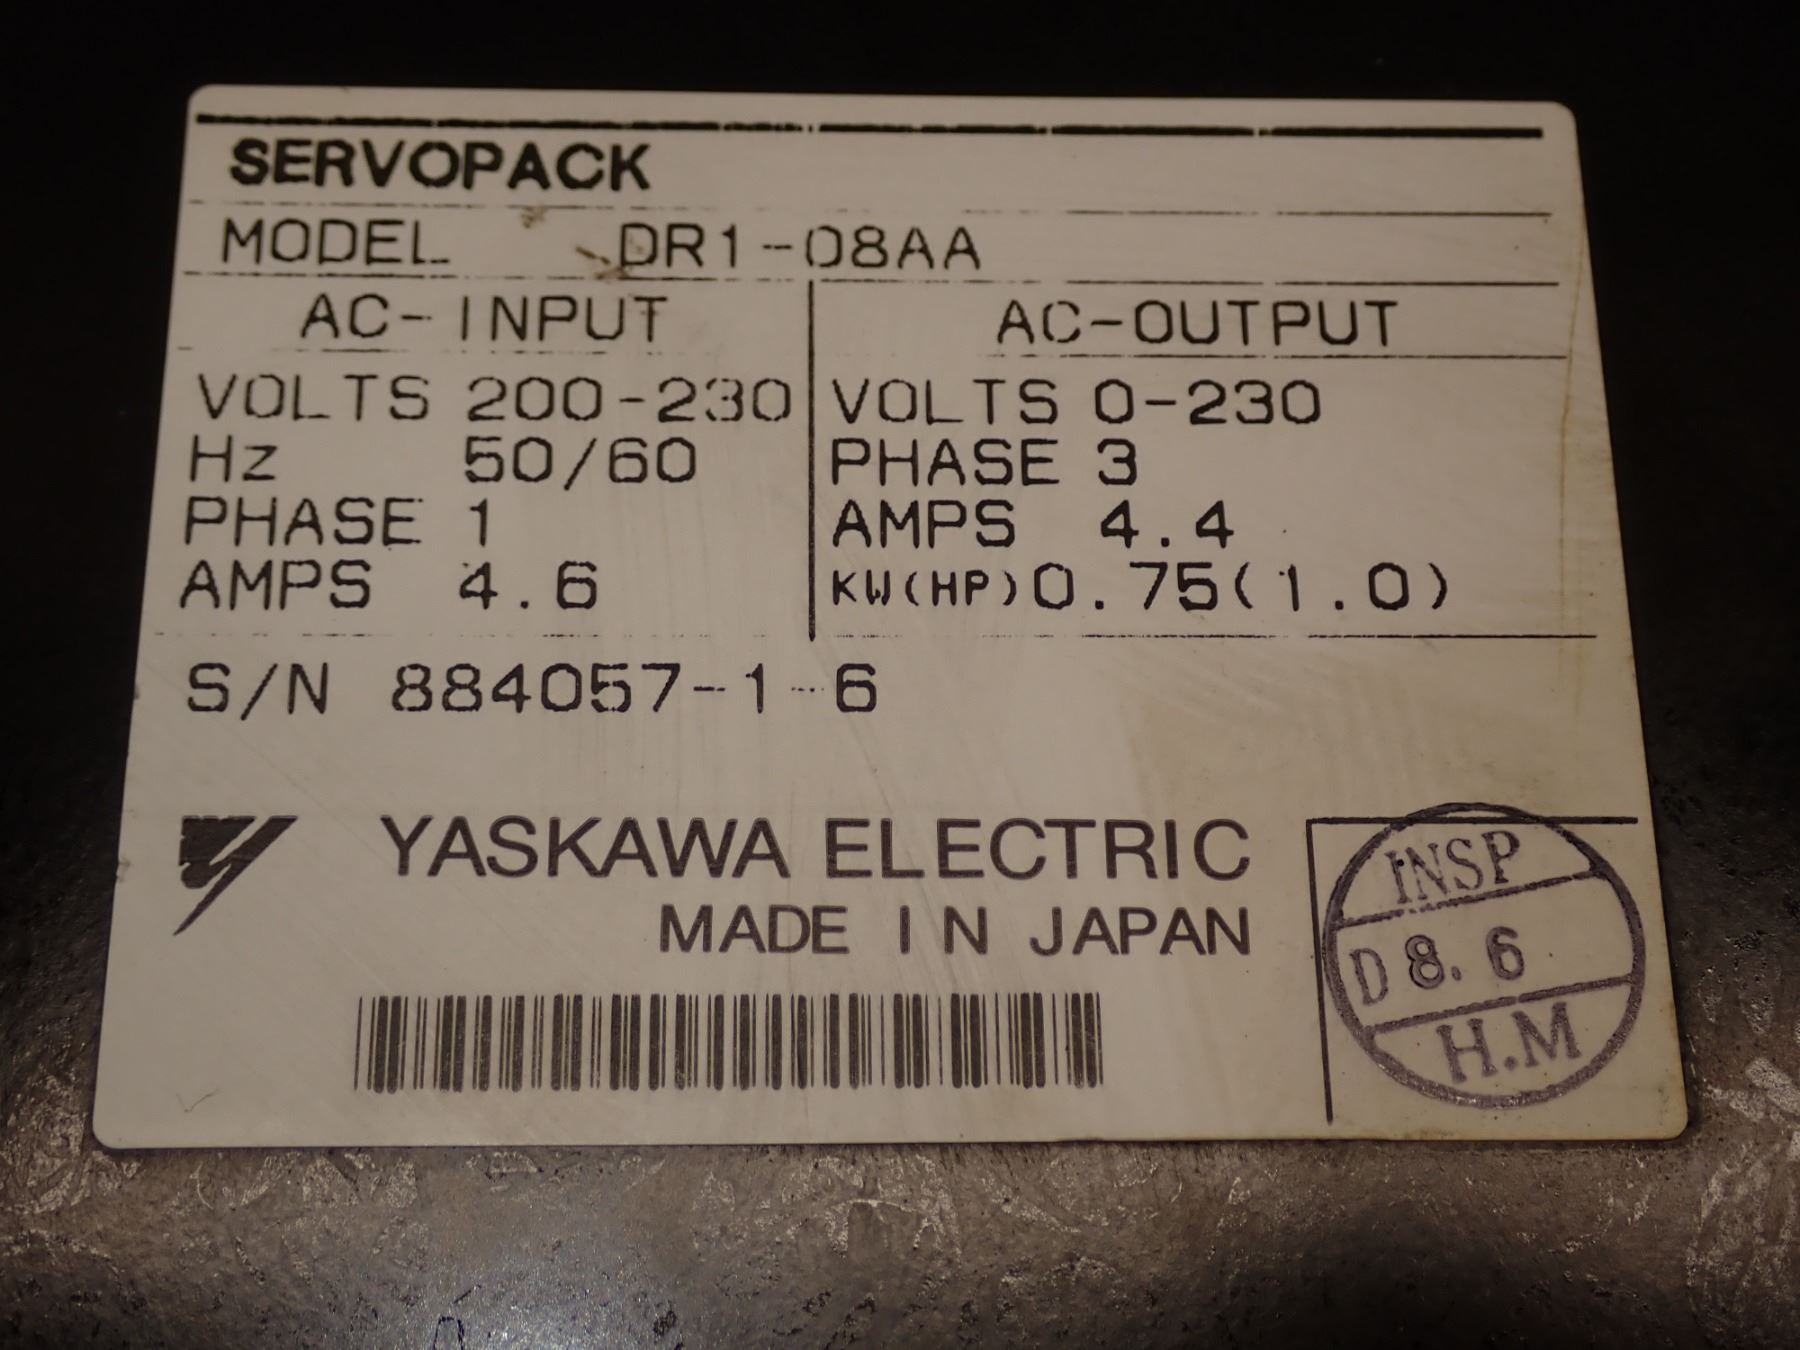 SERVOPACK
MODEL DR1-08AA
AC-INPUT AC-OUTPUT
VOLTS 200-230 VOLTS 0-230
Hz 50/60 PHASE 3
PHASE 1 AMPS 4.4
AMPS 4.6 KW(HP) 0.75(1.0)
S/N 884057-1-6
YASKAWA ELECTRIC
MADE IN JAPAN
INSP
D 8.6
H.M